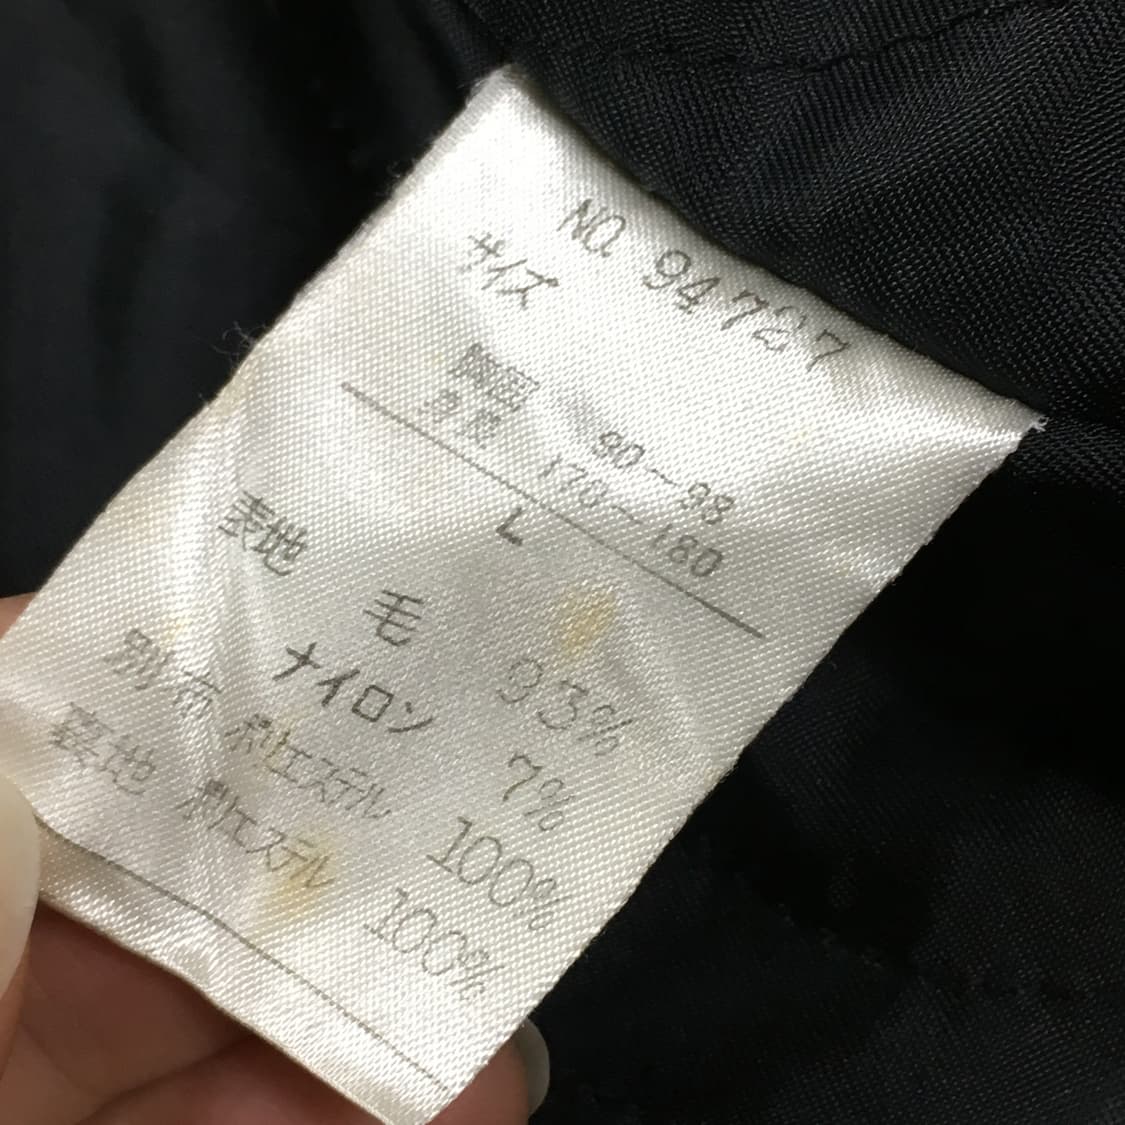 NO. 94727
サイズ
胸囲 90〜98
身長 170〜180
L
表地
毛 93%
ナイロン 7%
別布
ポリエステル 100%
裏地
ポリエステル 100%